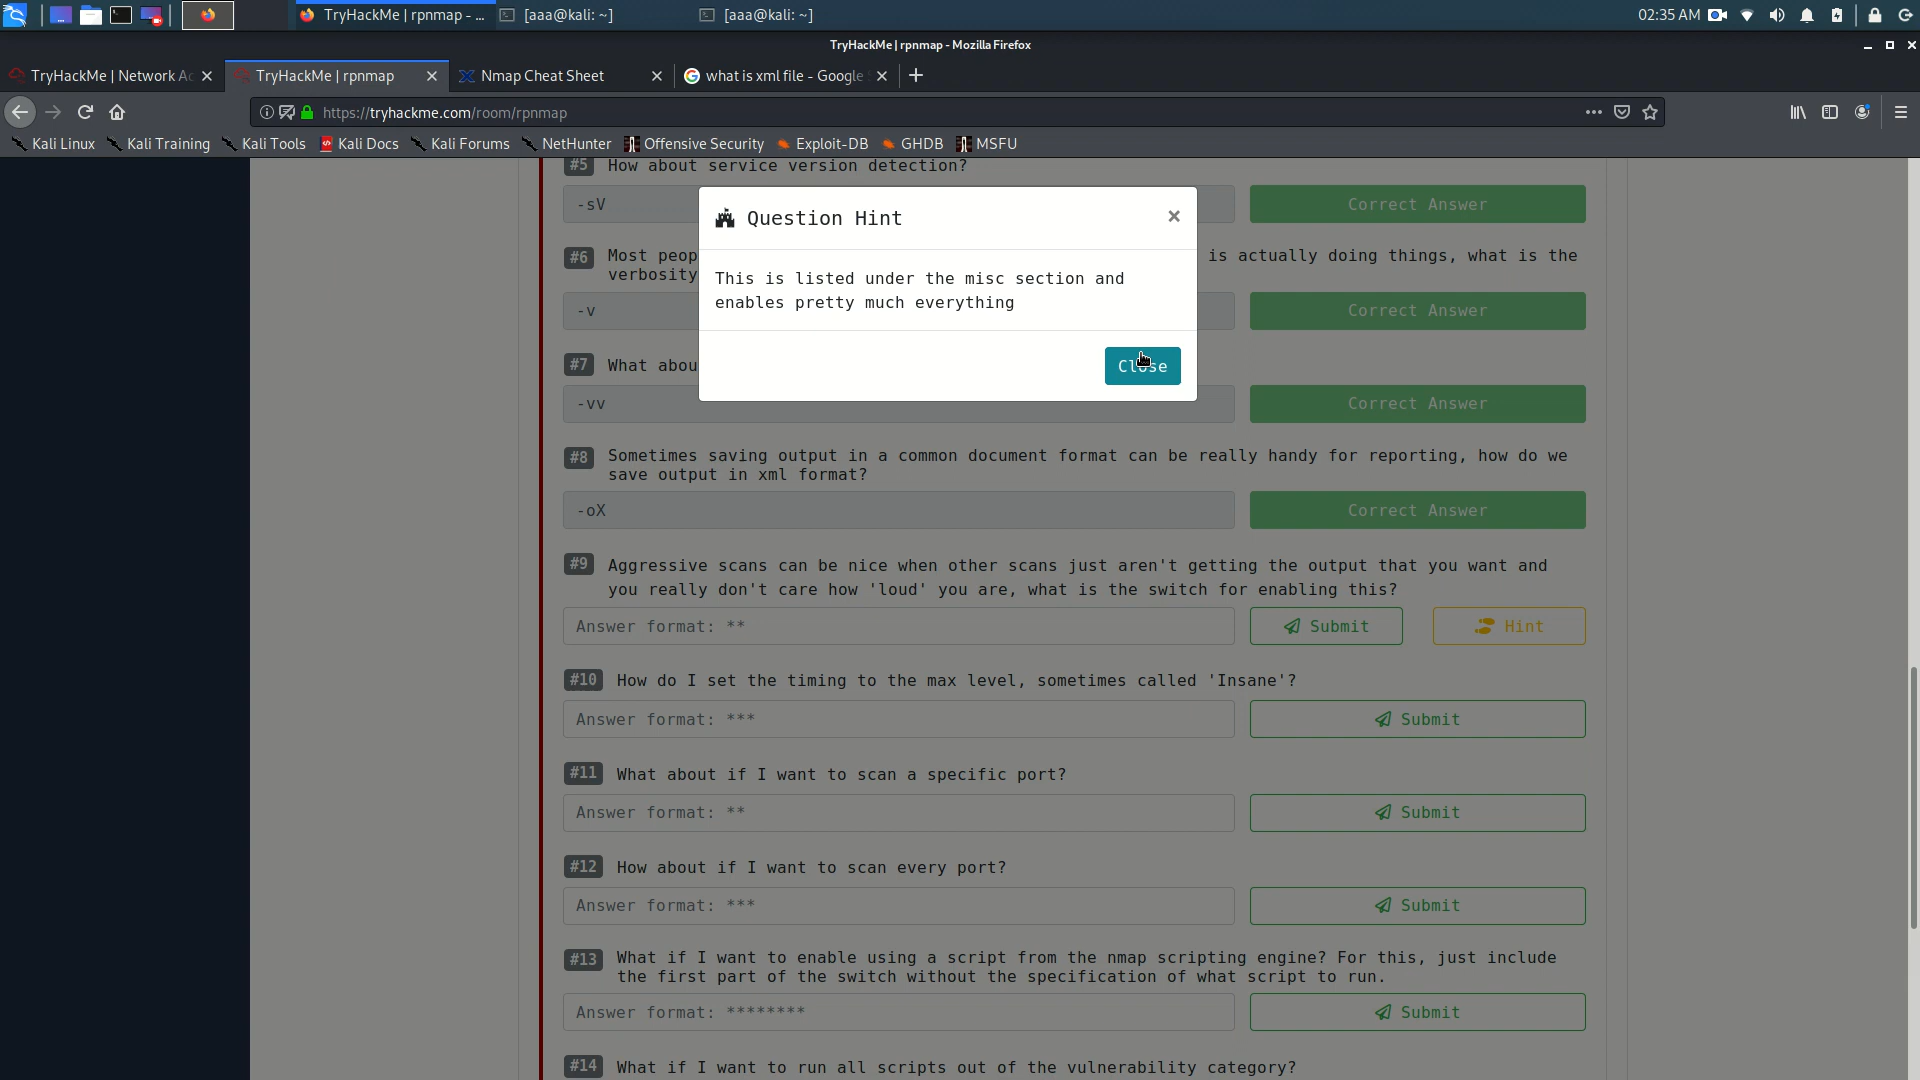 TryHackMe | rpnmap - ...
[aaa@kali: ~]
[aaa@kali: ~]
02:35 AM
TryHackMe | rpnmap - Mozilla Firefox
TryHackMe | Network Ac
TryHackMe | rpnmap
Nmap Cheat Sheet
what is xml file - Google
https://tryhackme.com/room/rpnmap
Kali Linux
Kali Training
Kali Tools
Kali Docs
Kali Forums
NetHunter
Offensive Security
Exploit-DB
GHDB
MSFU
#5 How about service version detection?
-sV
Correct Answer
Question Hint
×
This is listed under the misc section and
enables pretty much everything
Close
#6 Most peop is actually doing things, what is the
verbosity
-v
Correct Answer
#7 What abou
-vv
Correct Answer
#8 Sometimes saving output in a common document format can be really handy for reporting, how do we
save output in xml format?
-oX
Correct Answer
#9 Aggressive scans can be nice when other scans just aren't getting the output that you want and
you really don't care how 'loud' you are, what is the switch for enabling this?
Answer format: **
Submit
Hint
#10 How do I set the timing to the max level, sometimes called 'Insane'?
Answer format: ***
Submit
#11 What about if I want to scan a specific port?
Answer format: **
Submit
#12 How about if I want to scan every port?
Answer format: ***
Submit
#13 What if I want to enable using a script from the nmap scripting engine? For this, just include
the first part of the switch without the specification of what script to run.
Answer format: ********
Submit
#14 What if I want to run all scripts out of the vulnerability category?